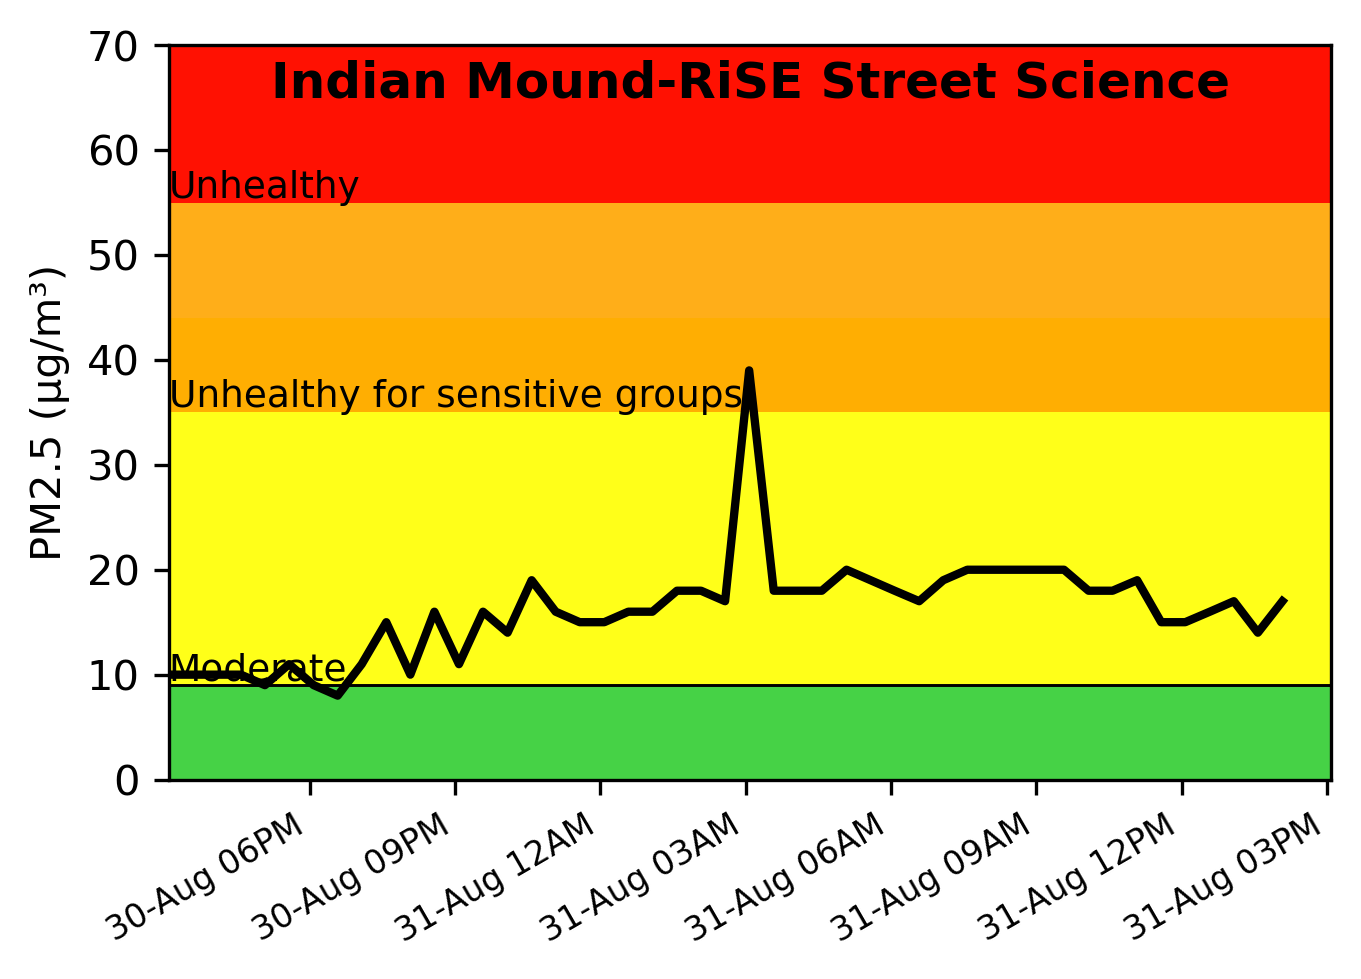 Indian Mound-RiSE Street Science
PM2.5 (µg/m³)
70
60
50
40
30
20
10
0
Unhealthy
Unhealthy for sensitive groups
Moderate
30-Aug 06PM
30-Aug 09PM
31-Aug 12AM
31-Aug 03AM
31-Aug 06AM
31-Aug 09AM
31-Aug 12PM
31-Aug 03PM